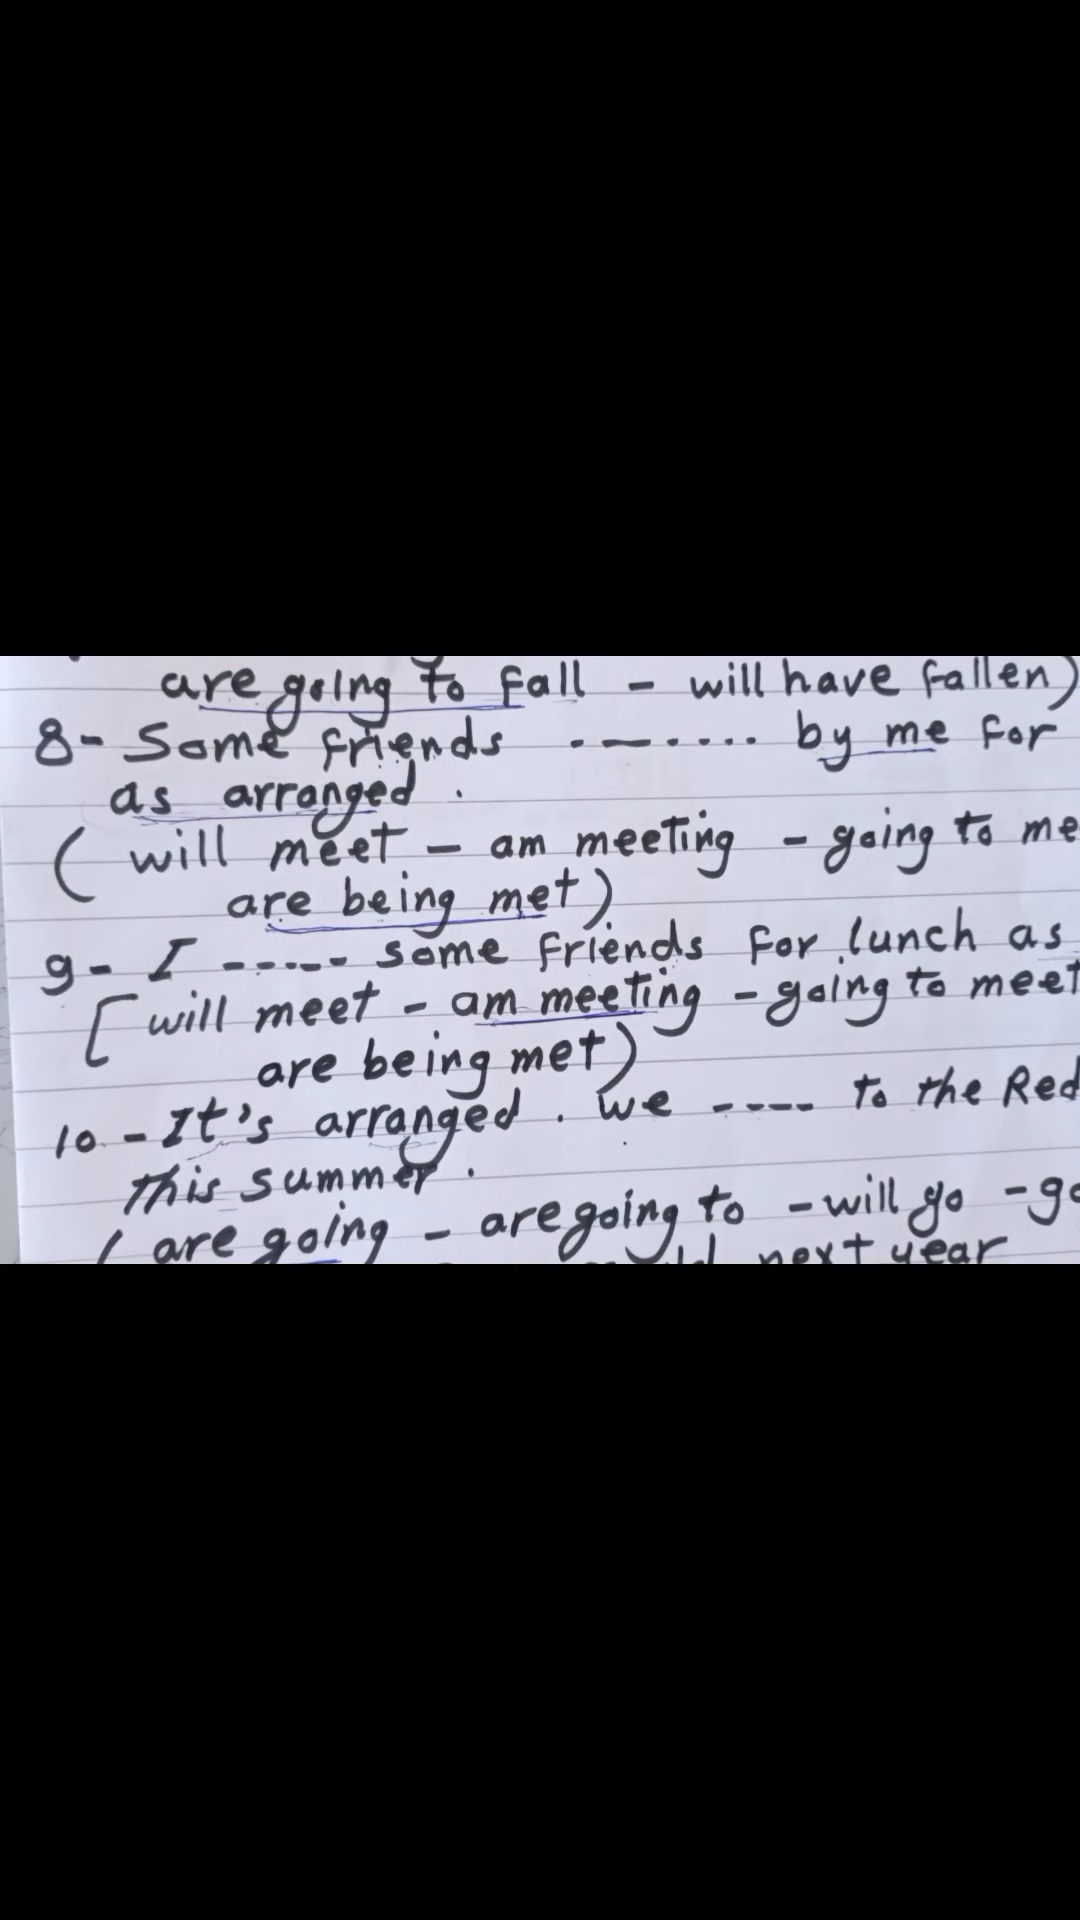 are going to fall - will have fallen)
8- Some friends -------- by me for
as arranged.
( will meet - am meeting - going to me
are being met)
9- I ----- some friends for lunch as
[ will meet - am meeting - going to meet
are being met)
10- It's arranged. We ---- to the Red
this summer.
( are going - are going to - will go - go
next year